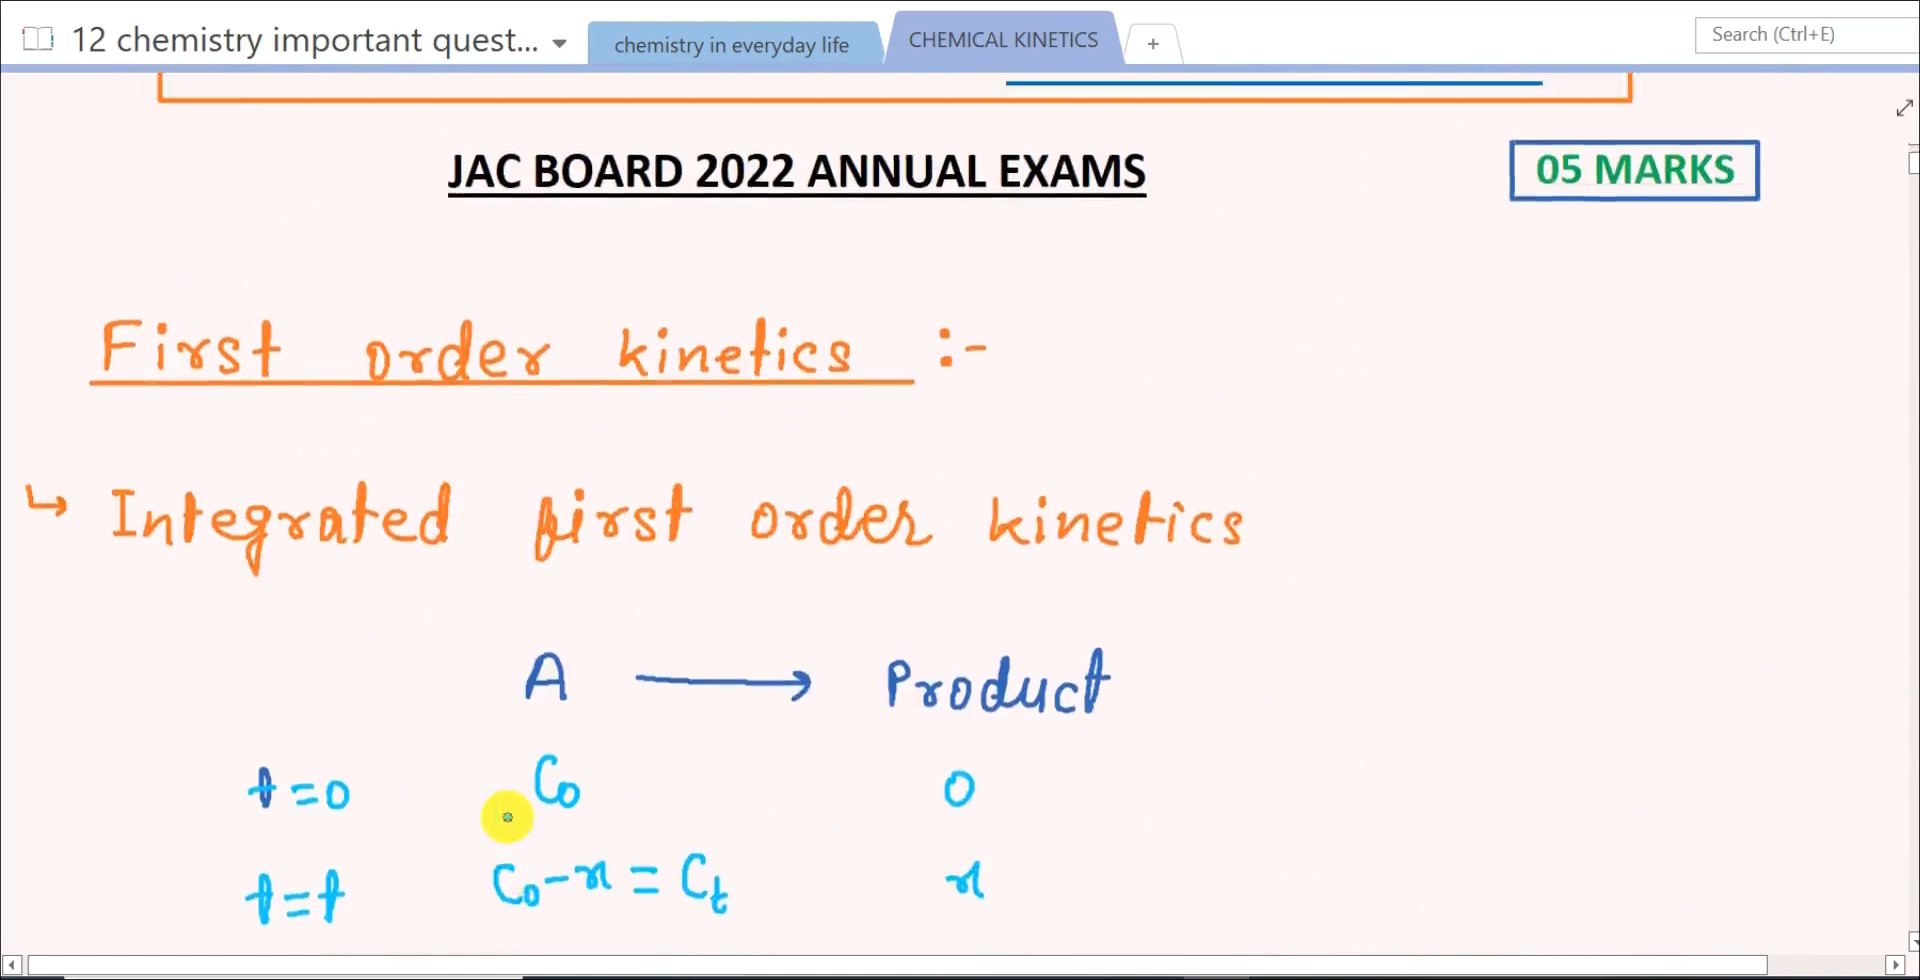 12 chemistry important quest...
chemistry in everyday life
CHEMICAL KINETICS
+
Search (Ctrl+E)
JAC BOARD 2022 ANNUAL EXAMS
05 MARKS
First order kinetics :-
↳ Integrated first order kinetics
A → Product
t=0 C₀ 0
t=t C₀-x = Cₜ x